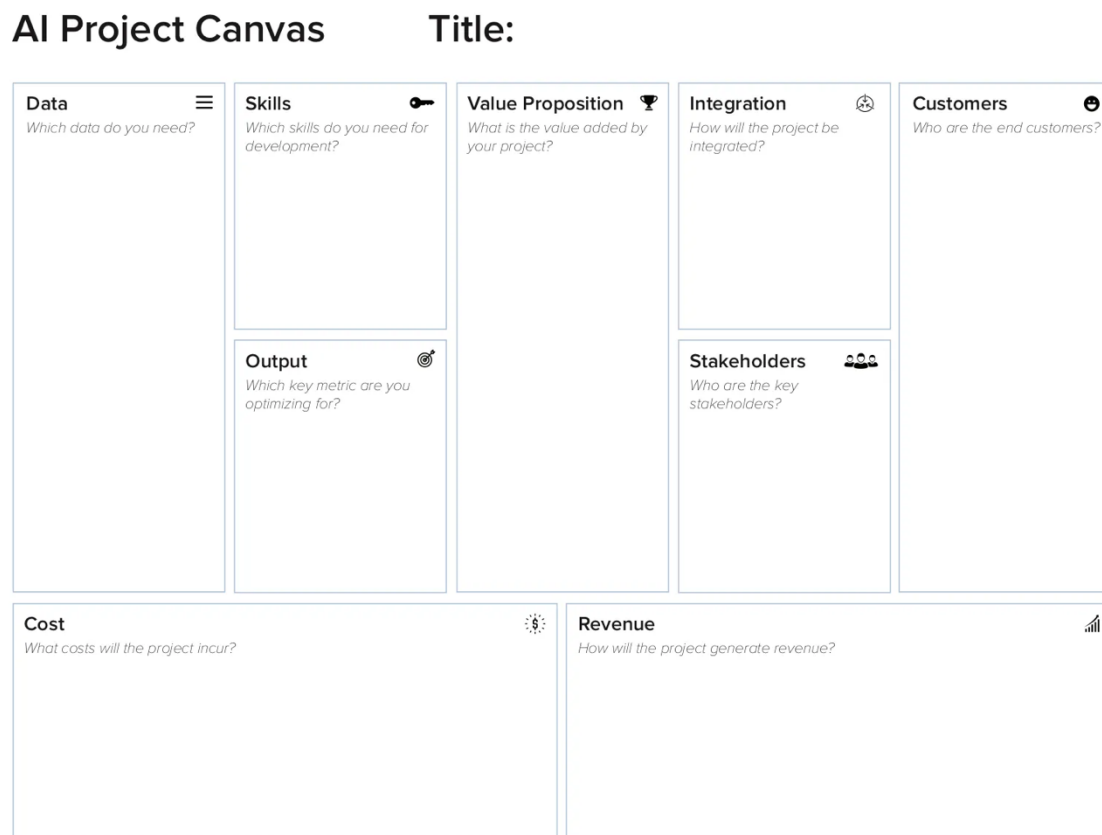 AI Project Canvas
Title:
Data
Which data do you need?
Skills
Which skills do you need for
development?
Value Proposition
What is the value added by
your project?
Integration
How will the project be
integrated?
Customers
Who are the end customers?
Output
Which key metric are you
optimizing for?
Stakeholders
Who are the key
stakeholders?
Cost
$
What costs will the project incur?
Revenue
How will the project generate revenue?